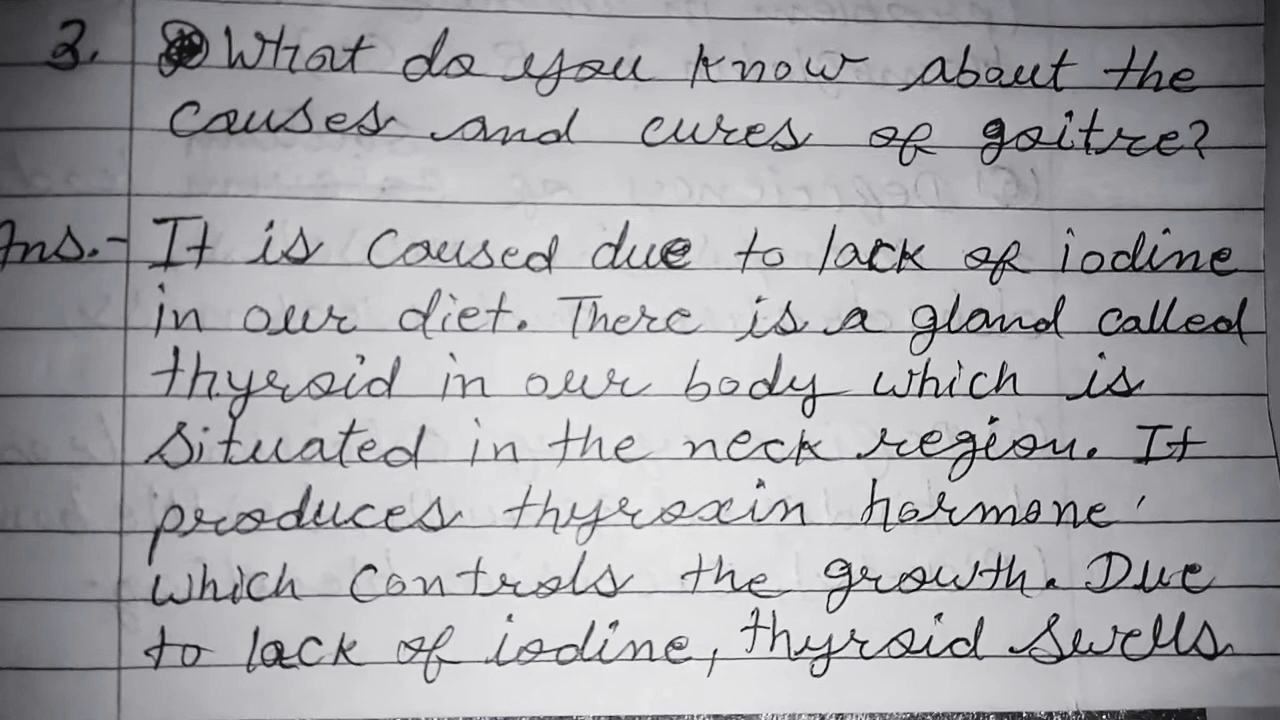 3. What do you know about the
causes and cures of goitre?
Ans.- It is caused due to lack of iodine
in our diet. There is a gland called
thyroid in our body which is
situated in the neck region. It
produces thyroxin hormone
which controls the growth. Due
to lack of iodine, thyroid swells